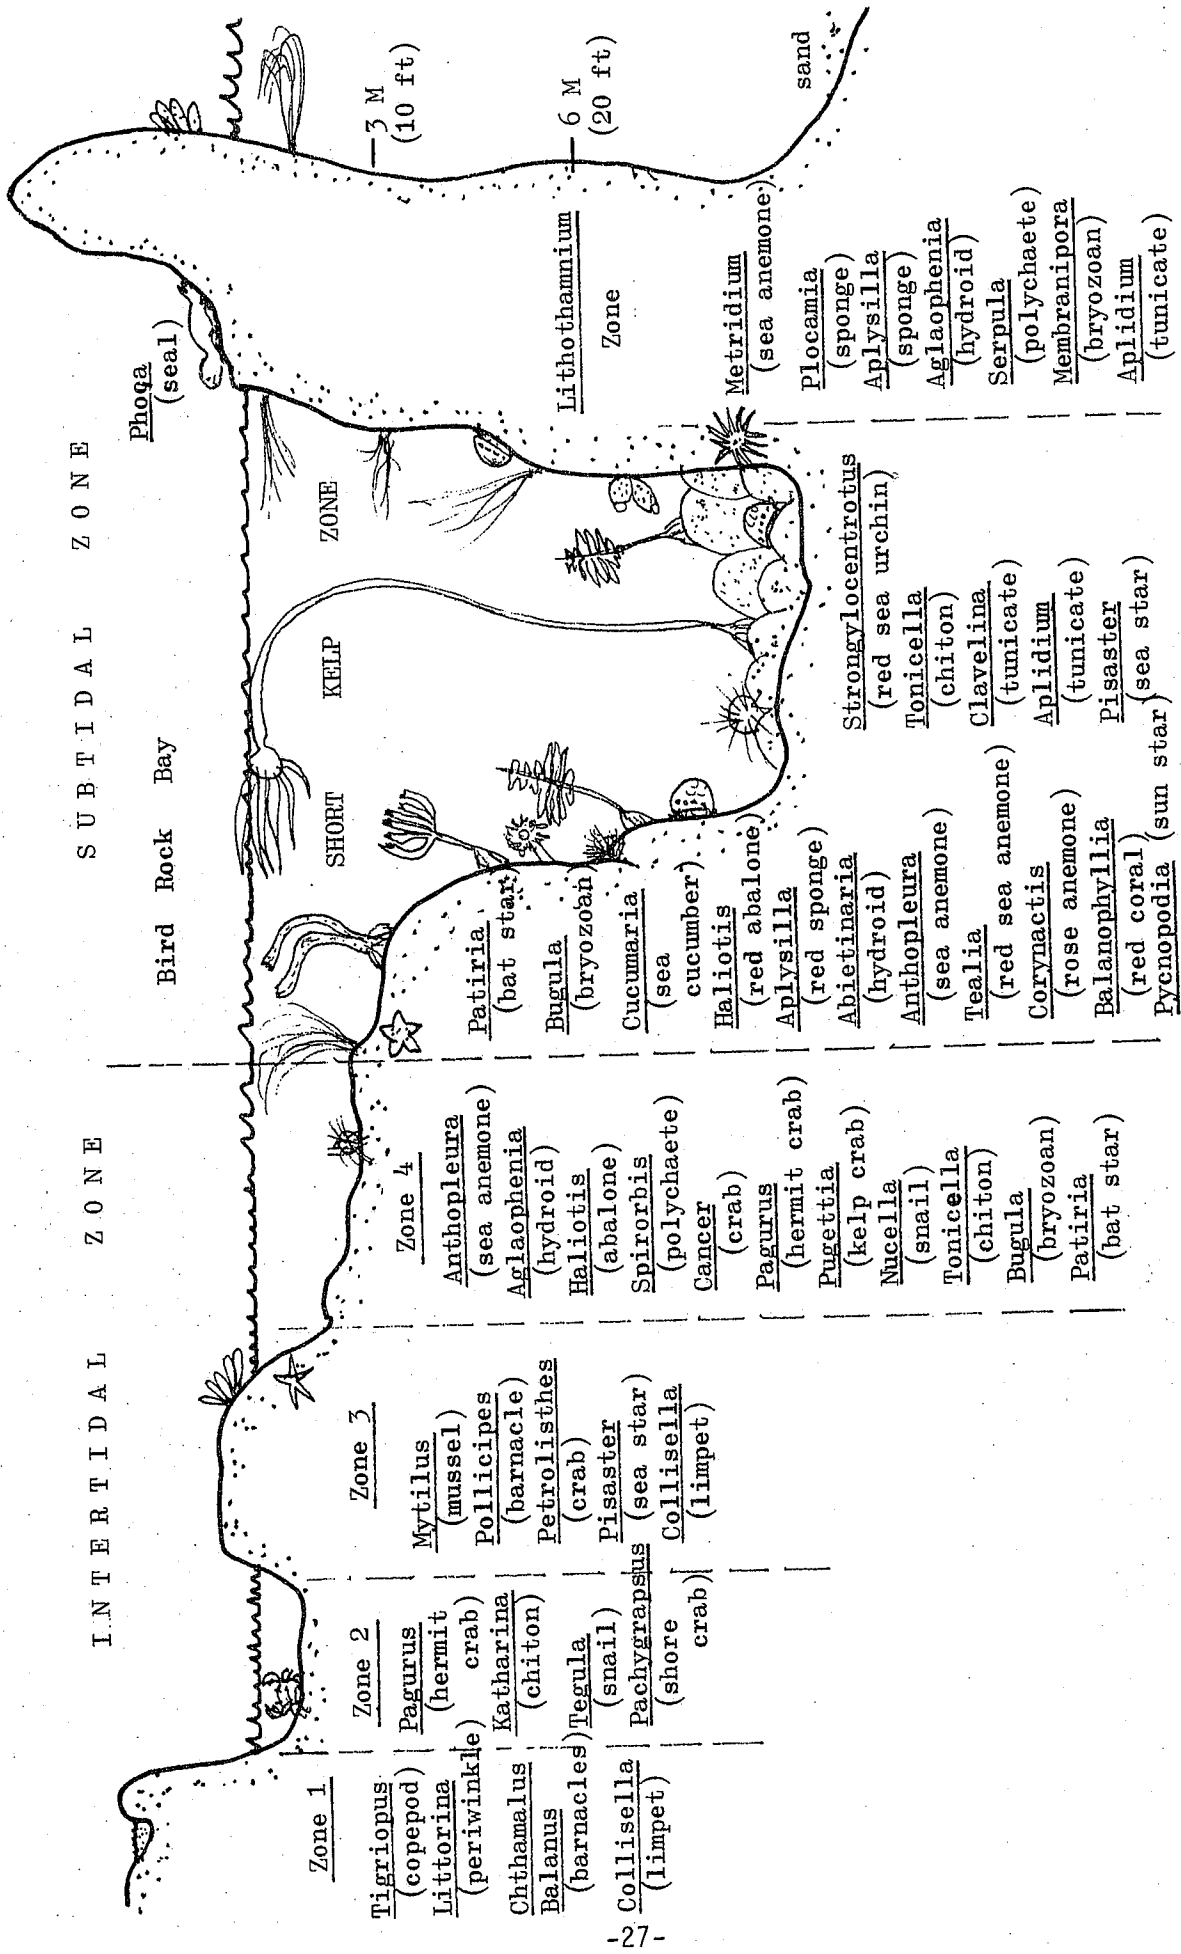 INTERTIDAL ZONE
SUBTIDAL ZONE
Bird Rock Bay
Phoca
(seal)
SHORT KELP ZONE
3 M
(10 ft)
6 M
(20 ft)
sand
Zone 1
Tigriopus
(copepod)
Littorina
(periwinkle)
Chthamalus
Balanus
(barnacles)
Collisella
(limpet)
Zone 2
Pagurus
(hermit
crab)
Katharina
(chiton)
Tegula
(snail)
Pachygrapsus
(shore
crab)
Zone 3
Mytilus
(mussel)
Pollicipes
(barnacle)
Petrolisthes
(crab)
Pisaster
(sea star)
Collisella
(limpet)
Zone 4
Anthopleura
(sea anemone)
Aglaophenia
(hydroid)
Haliotis
(abalone)
Spirorbis
(polychaete)
Cancer
(crab)
Pagurus
(hermit crab)
Pugettia
(kelp crab)
Nucella
(snail)
Tonicella
(chiton)
Bugula
(bryozoan)
Patiria
(bat star)
Patiria
(bat star)
Bugula
(bryozoan)
Cucumaria
(sea
cucumber)
Haliotis
(red abalone)
Aplysilla
(red sponge)
Abietinaria
(hydroid)
Anthopleura
(sea anemone)
Tealia
(red sea anemone)
Corynactis
(rose anemone)
Balanophyllia
(red coral)
Pycnopodia (sun star)
Strongylocentrotus
(red sea urchin)
Tonicella
(chiton)
Clavelina
(tunicate)
Aplidium
(tunicate)
Pisaster
(sea star)
Lithothamnium
Zone
Metridium
(sea anemone)
Plocamia
(sponge)
Aplysilla
(sponge)
Aglaophenia
(hydroid)
Serpula
(polychaete)
Membranipora
(bryozoan)
Aplidium
(tunicate)
-27-